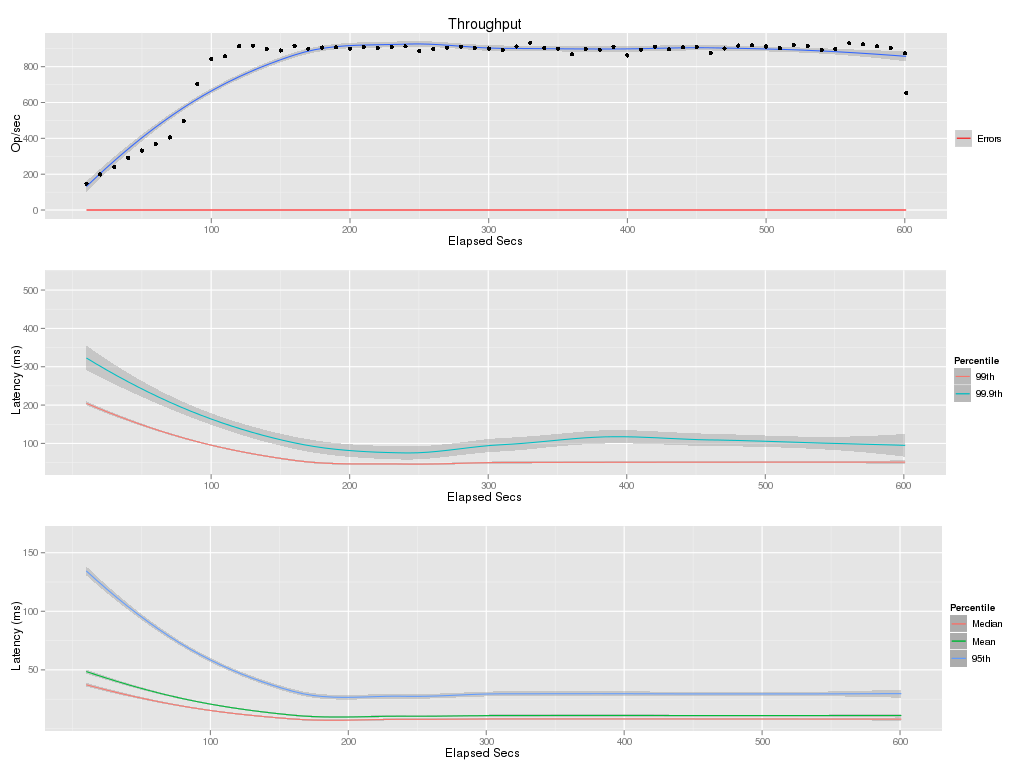 Throughput
Op/sec
800
600
400
200
0
100 200 300 400 500 600
Elapsed Secs
Errors
Latency (ms)
500
400
300
200
100
100 200 300 400 500 600
Elapsed Secs
Percentile
99th
99.9th
Latency (ms)
150
100
50
100 200 300 400 500 600
Elapsed Secs
Percentile
Median
Mean
95th